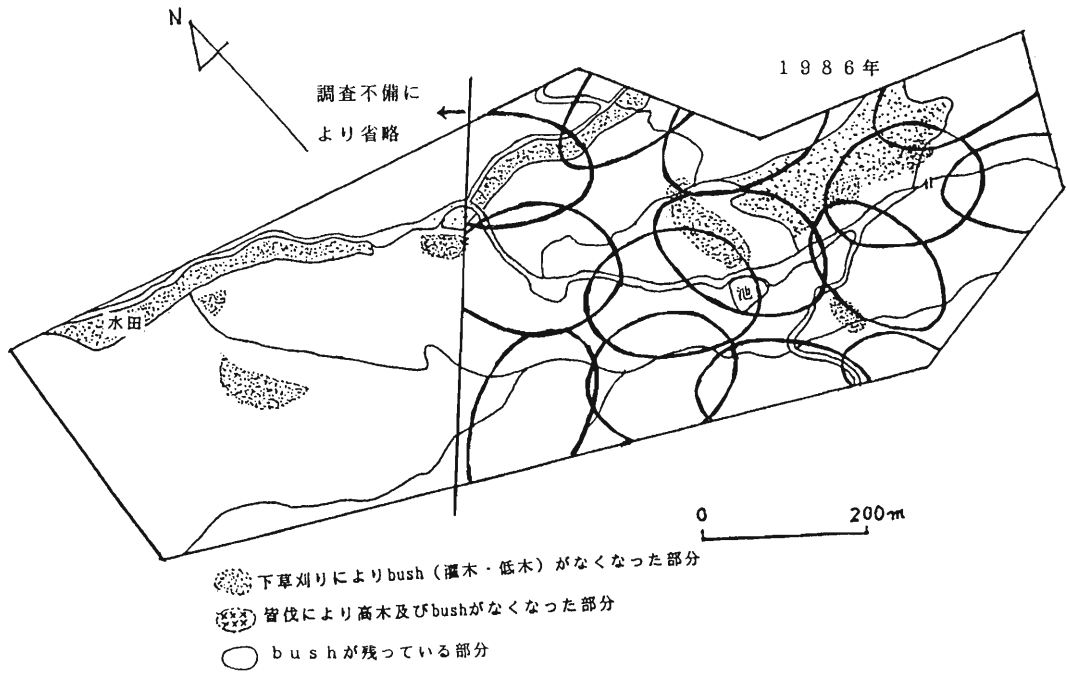 N
1986年
調査不備に
より省略
池
水田
0 200m
下草刈りによりbush（灌木・低木）がなくなった部分
皆伐により高木及びbushがなくなった部分
bushが残っている部分